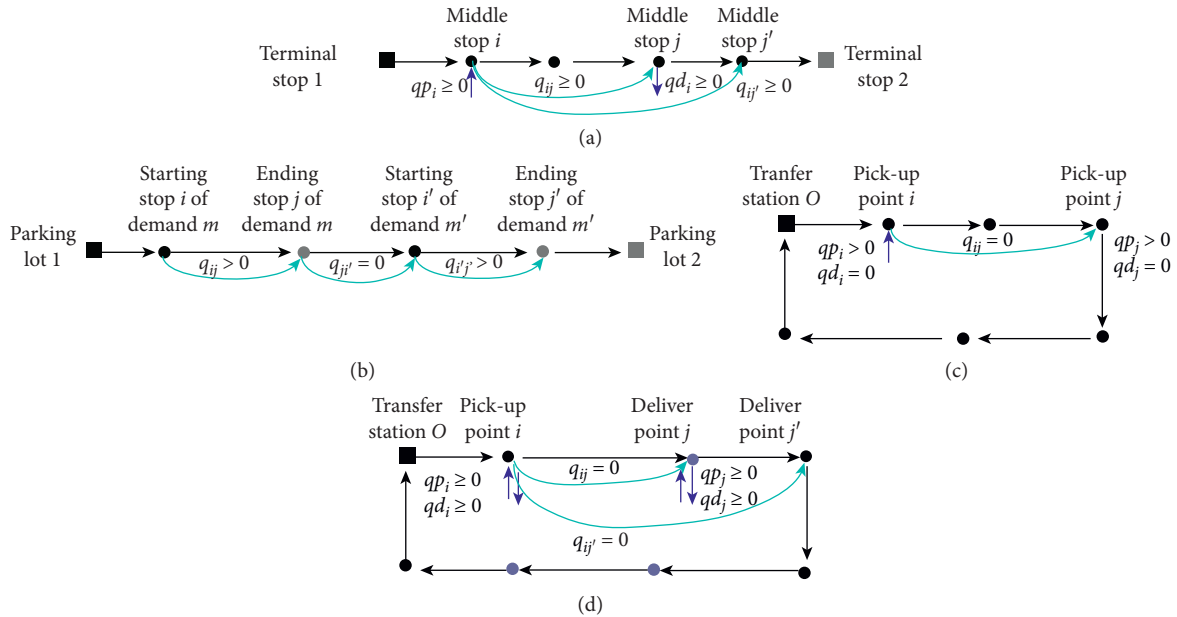 Terminal
stop 1
Middle
stop i
Middle
stop j
Middle
stop j′
Terminal
stop 2
qp_i ≥ 0
q_ij ≥ 0
qd_i ≥ 0
q_ij′ ≥ 0
(a)
Parking
lot 1
Starting
stop i of
demand m
Ending
stop j of
demand m
Starting
stop i′ of
demand m′
Ending
stop j′ of
demand m′
Parking
lot 2
q_ij > 0
q_ji′ = 0
q_i′j′ > 0
(b)
Tranfer
station O
Pick-up
point i
Pick-up
point j
qp_i > 0
qd_i = 0
q_ij = 0
qp_j > 0
qd_j = 0
(c)
Transfer
station O
Pick-up
point i
Deliver
point j
Deliver
point j′
qp_i ≥ 0
qd_i ≥ 0
q_ij = 0
qp_j ≥ 0
qd_j ≥ 0
q_ij′ = 0
(d)